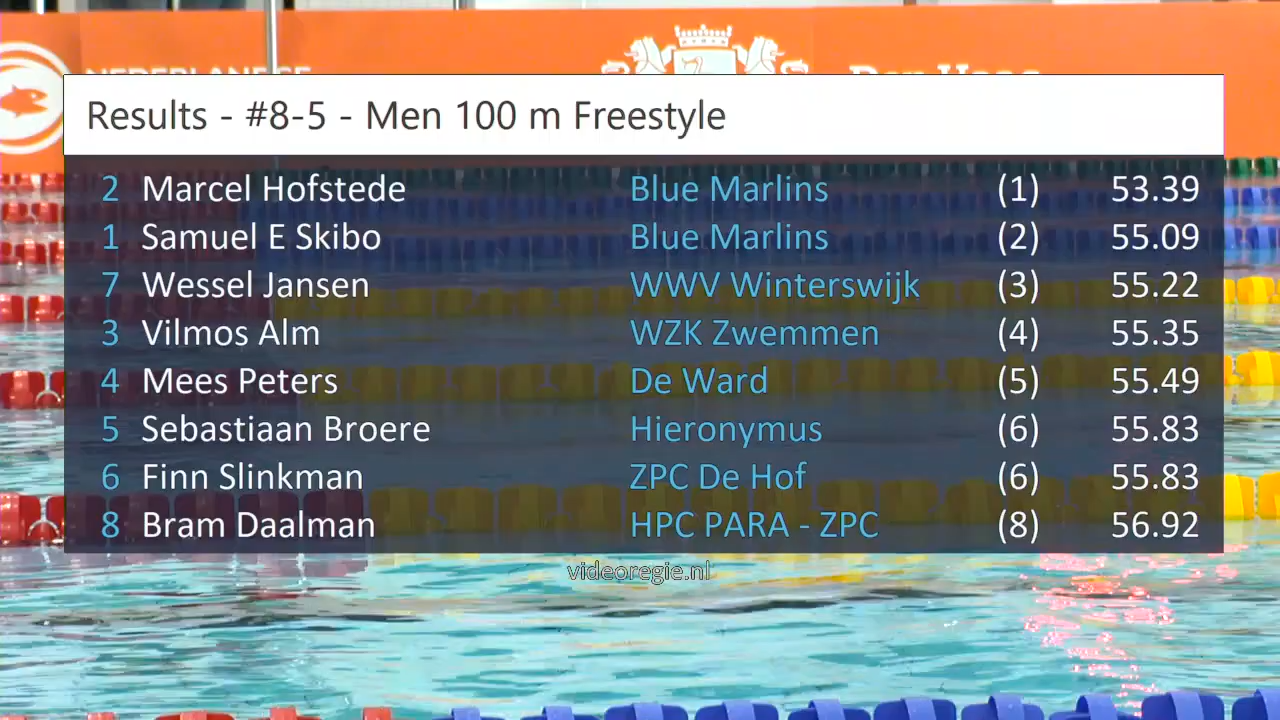 NEDERLANDSE
Den Haag
Results - #8-5 - Men 100 m Freestyle
2 Marcel Hofstede Blue Marlins (1) 53.39
1 Samuel E Skibo Blue Marlins (2) 55.09
7 Wessel Jansen WWV Winterswijk (3) 55.22
3 Vilmos Alm WZK Zwemmen (4) 55.35
4 Mees Peters De Ward (5) 55.49
5 Sebastiaan Broere Hieronymus (6) 55.83
6 Finn Slinkman ZPC De Hof (6) 55.83
8 Bram Daalman HPC PARA - ZPC (8) 56.92
videoregie.nl